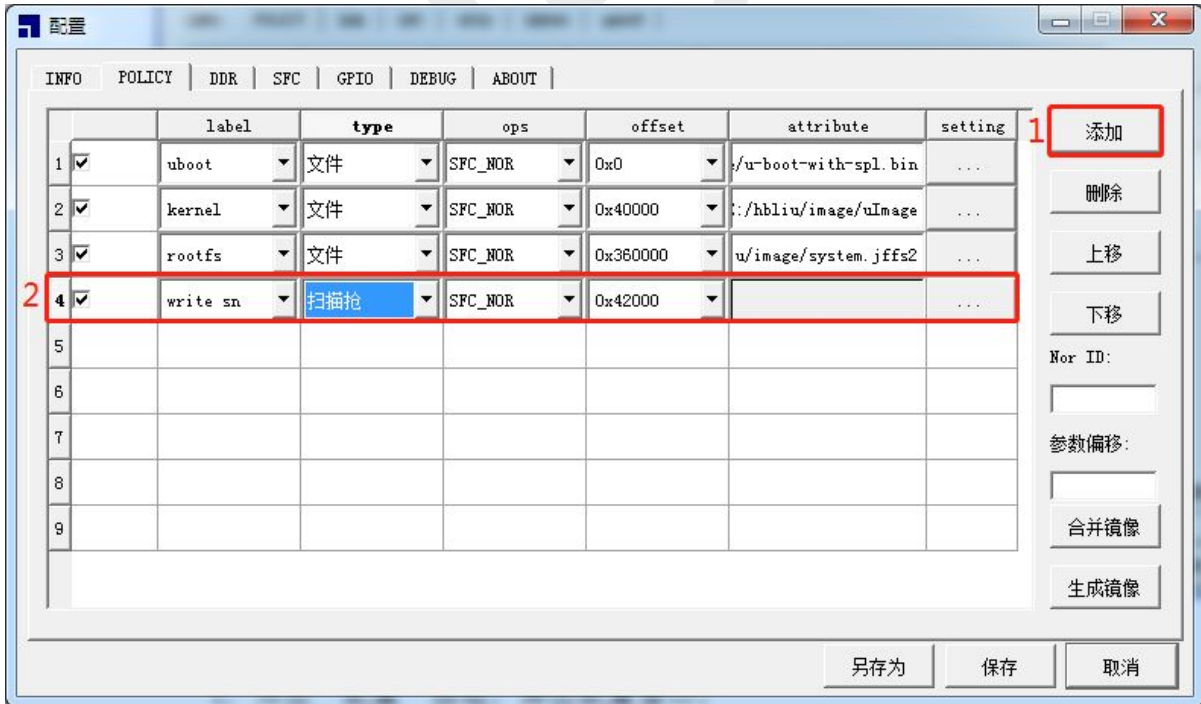 配置
INFO POLICY DDR SFC GPIO DEBUG ABOUT
label type ops offset attribute setting
1 添加
1 uboot 文件 SFC_NOR 0x0 /u-boot-with-spl.bin ...
删除
2 kernel 文件 SFC_NOR 0x40000 :/hbliu/image/uImage ...
3 rootfs 文件 SFC_NOR 0x360000 u/image/system.jffs2 ...
上移
2 4 write sn 扫描抢 SFC_NOR 0x42000 ...
下移
5
Nor ID:
6
7
参数偏移:
8
9
合并镜像
生成镜像
另存为 保存 取消